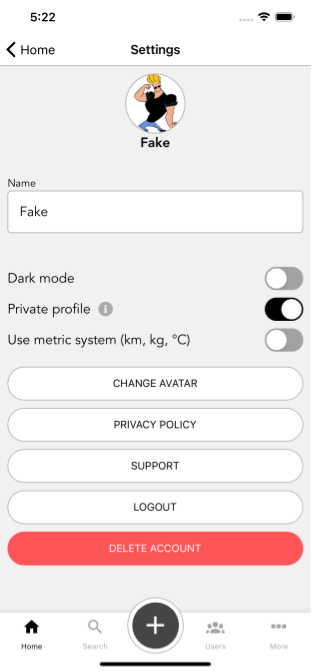 5:22
Home
Settings
Fake
Name
Fake
Dark mode
Private profile
Use metric system (km, kg, °C)
CHANGE AVATAR
PRIVACY POLICY
SUPPORT
LOGOUT
DELETE ACCOUNT
Home
Search
Users
More